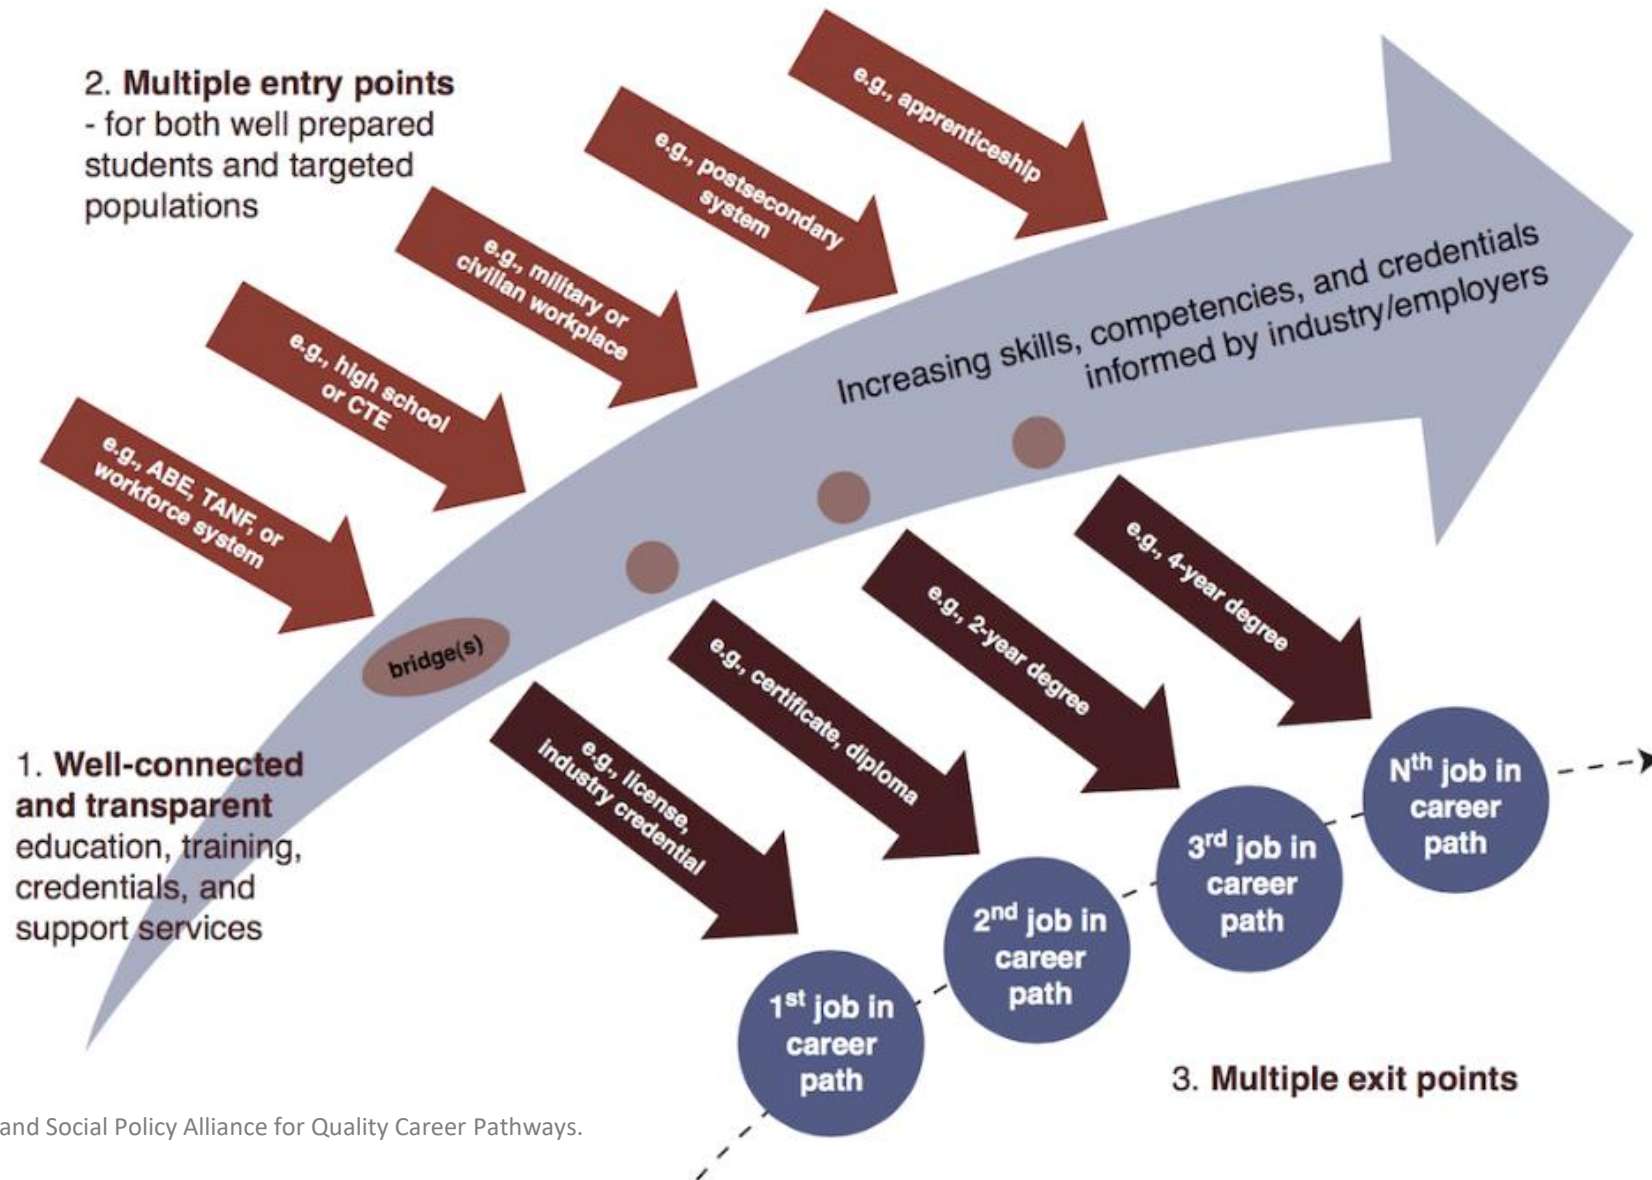 2. Multiple entry points
- for both well prepared
students and targeted
populations
e.g., apprenticeship
e.g., postsecondary
system
e.g., military or
civilian workplace
e.g., high school
or CTE
e.g., ABE, TANF, or
workforce system
Increasing skills, competencies, and credentials
informed by industry/employers
bridge(s)
1. Well-connected
and transparent
education, training,
credentials, and
support services
e.g., license,
industry credential
e.g., certificate, diploma
e.g., 2-year degree
e.g., 4-year degree
1st job in
career
path
2nd job in
career
path
3rd job in
career
path
Nth job in
career
path
3. Multiple exit points
and Social Policy Alliance for Quality Career Pathways.